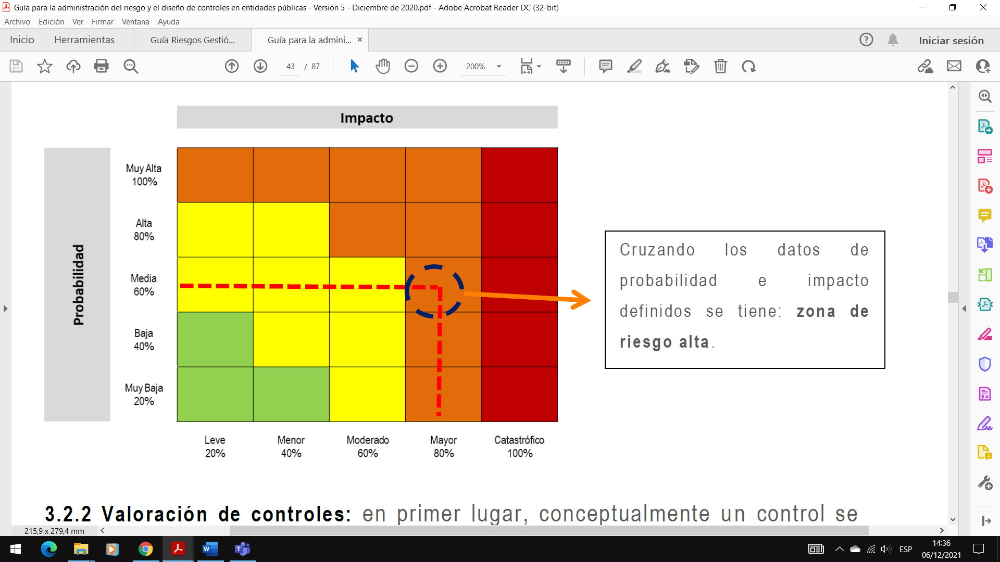 Guía para la administración del riesgo y el diseño de controles en entidades públicas - Versión 5 - Diciembre de 2020.pdf - Adobe Acrobat Reader DC (32-bit)
Archivo Edición Ver Firmar Ventana Ayuda
Inicio Herramientas Guía Riesgos Gestió... Guía para la admini... Iniciar sesión
43 / 87 200%
Impacto
Probabilidad
Muy Alta
100%
Alta
80%
Media
60%
Baja
40%
Muy Baja
20%
Leve
20%
Menor
40%
Moderado
60%
Mayor
80%
Catastrófico
100%
Cruzando los datos de
probabilidad e impacto
definidos se tiene: zona de
riesgo alta.
3.2.2 Valoración de controles: en primer lugar, conceptualmente un control se
215,9 x 279,4 mm
ESP
14:36
06/12/2021